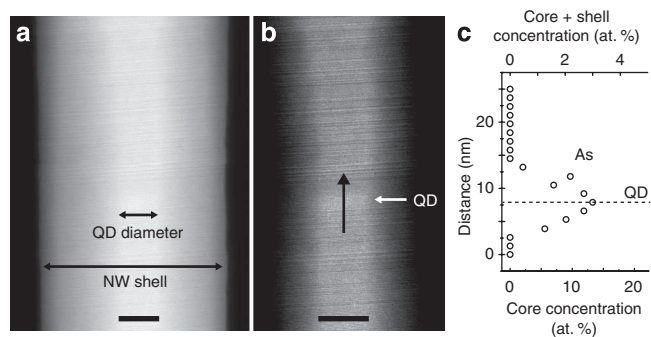 a
QD diameter
NW shell
b
QD
c
Core + shell
concentration (at. %)
0 2 4
Distance (nm)
20
10
0
As
QD
0 10 20
Core concentration
(at. %)